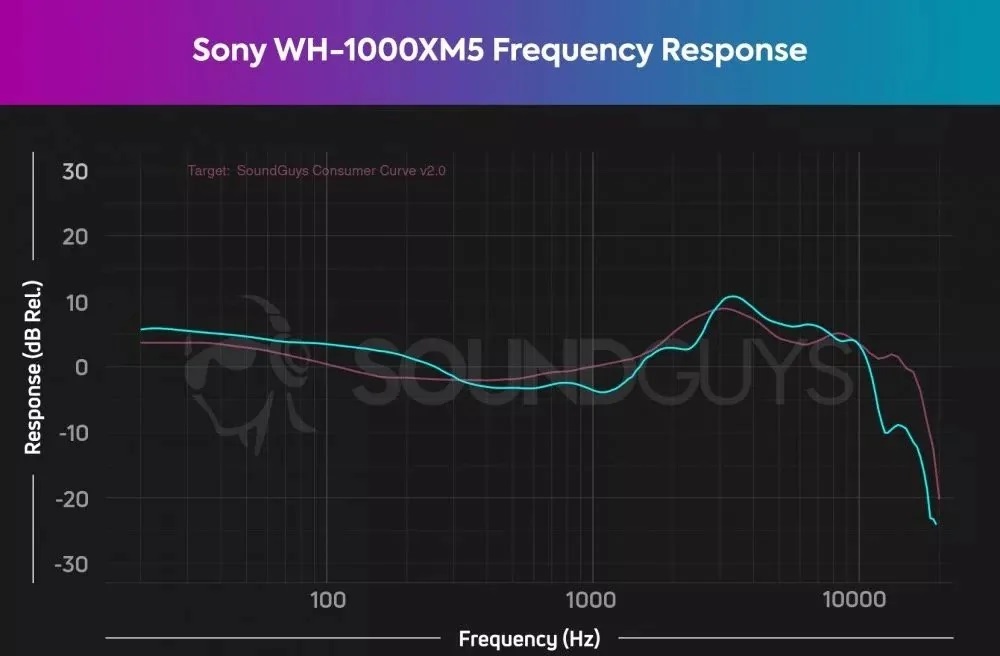 Sony WH-1000XM5 Frequency Response
Target: SoundGuys Consumer Curve v2.0
30
20
10
0
-10
-20
-30
Response (dB Rel.)
SOUNDGUYS
100
1000
10000
Frequency (Hz)